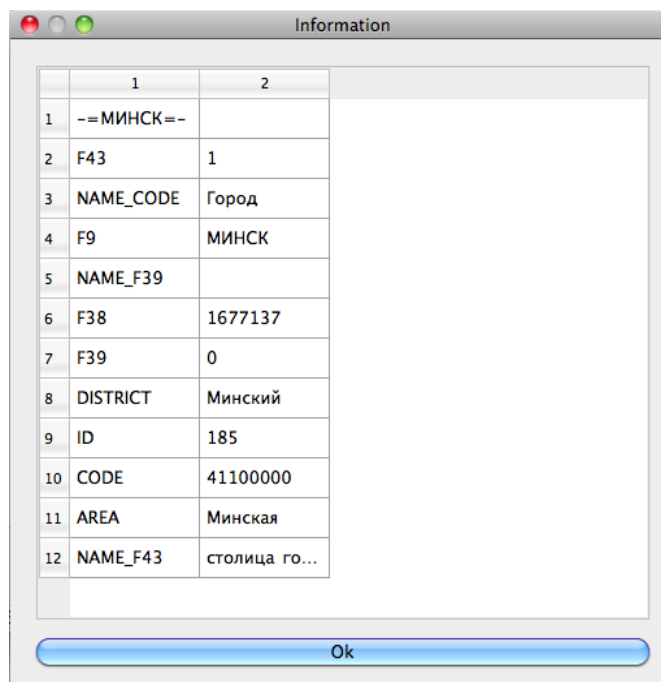 Information
1 2
1 -=МИНСК=-
2 F43 1
3 NAME_CODE Город
4 F9 МИНСК
5 NAME_F39
6 F38 1677137
7 F39 0
8 DISTRICT Минский
9 ID 185
10 CODE 41100000
11 AREA Минская
12 NAME_F43 столица го...
Ok